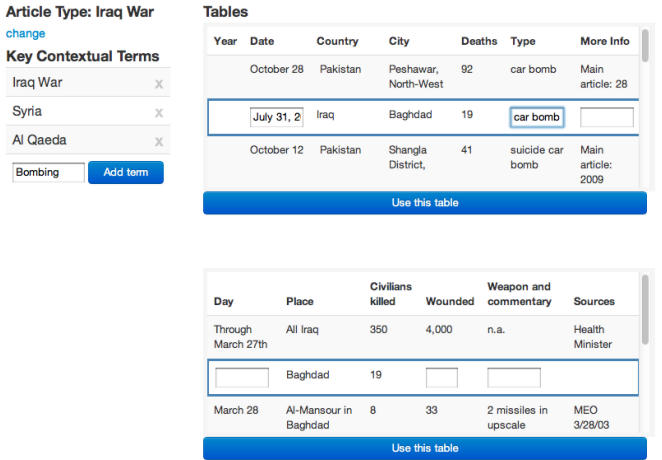 Article Type: Iraq War
change
Key Contextual Terms
Iraq War x
Syria x
Al Qaeda x
Bombing Add term
Tables
Year Date Country City Deaths Type More Info
October 28 Pakistan Peshawar, 92 car bomb Main
North-West article: 28
July 31, 2 Iraq Baghdad 19 car bomb
October 12 Pakistan Shangla 41 suicide car Main
District, bomb article:
2009
Use this table
Civilians Weapon and
Day Place killed Wounded commentary Sources
Through All Iraq 350 4,000 n.a. Health
March 27th Minister
Baghdad 19
March 28 Al-Mansour in 8 33 2 missiles in MEO
Baghdad upscale 3/28/03
Use this table